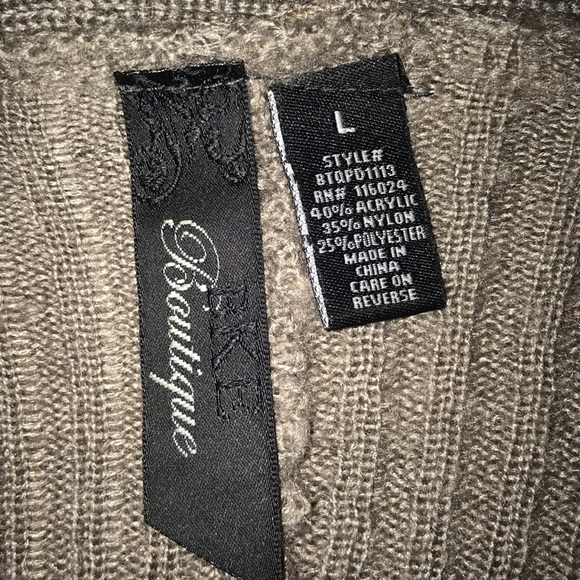 BKE
Boutique
L
STYLE#
BTQPD1113
RN# 116024
40% ACRYLIC
35% NYLON
25%POLYESTER
MADE IN
CHINA
CARE ON
REVERSE